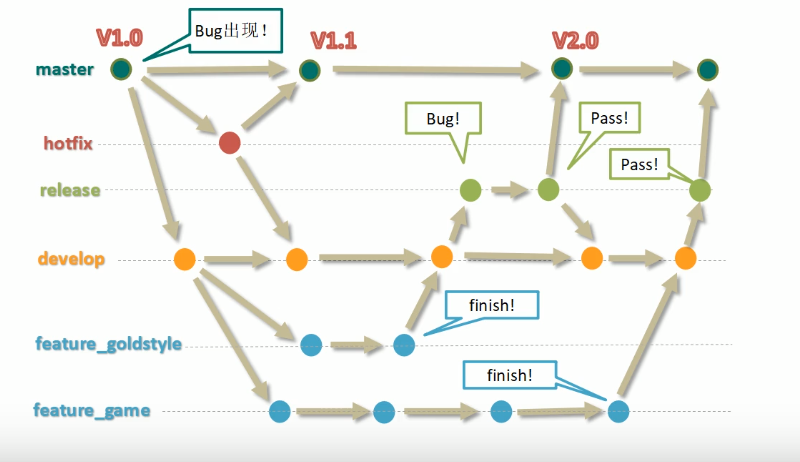 V1.0
Bug出现！
V1.1
V2.0
master
Bug!
Pass!
hotfix
Pass!
release
develop
finish!
feature_goldstyle
finish!
feature_game